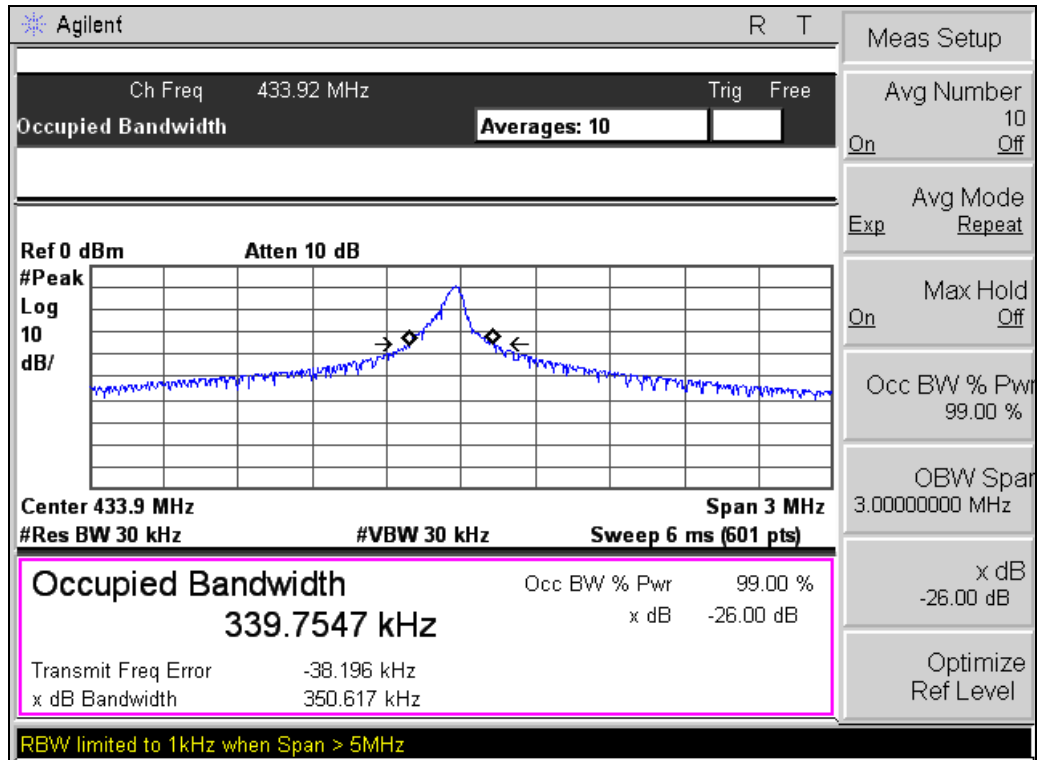 Agilent R T
Ch Freq 433.92 MHz Trig Free
Occupied Bandwidth Averages: 10
Ref 0 dBm Atten 10 dB
#Peak
Log
10
dB/
Center 433.9 MHz Span 3 MHz
#Res BW 30 kHz #VBW 30 kHz Sweep 6 ms (601 pts)
Occupied Bandwidth Occ BW % Pwr 99.00 %
339.7547 kHz x dB -26.00 dB
Transmit Freq Error -38.196 kHz
x dB Bandwidth 350.617 kHz
RBW limited to 1kHz when Span > 5MHz
Meas Setup
Avg Number
10
On Off
Avg Mode
Exp Repeat
Max Hold
On Off
Occ BW % Pwr
99.00 %
OBW Span
3.00000000 MHz
x dB
-26.00 dB
Optimize
Ref Level